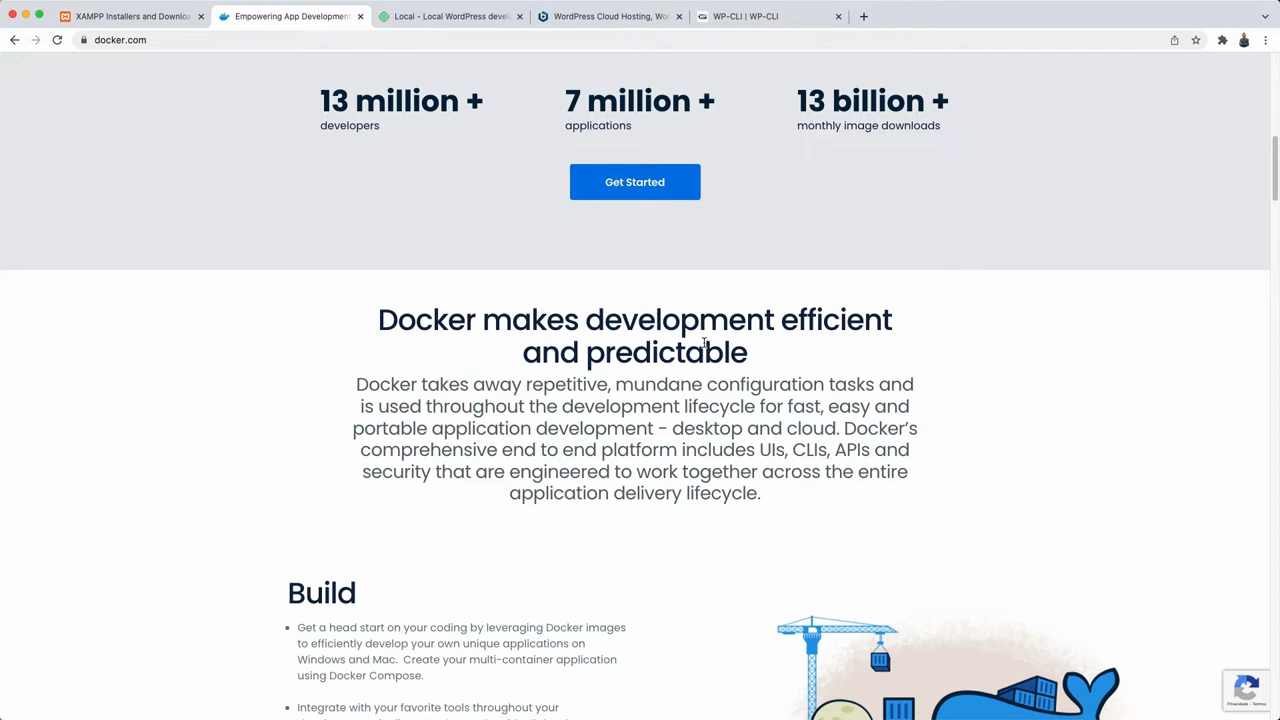 XAMPP Installers and Downloa
Empowering App Development
Local - Local WordPress devel
WordPress Cloud Hosting, Wo
WP-CLI | WP-CLI
docker.com
13 million + 7 million + 13 billion +
developers applications monthly image downloads
Get Started
Docker makes development efficient
and predictable
Docker takes away repetitive, mundane configuration tasks and
is used throughout the development lifecycle for fast, easy and
portable application development - desktop and cloud. Docker’s
comprehensive end to end platform includes UIs, CLIs, APIs and
security that are engineered to work together across the entire
application delivery lifecycle.
Build
Get a head start on your coding by leveraging Docker images
to efficiently develop your own unique applications on
Windows and Mac. Create your multi-container application
using Docker Compose.
Integrate with your favorite tools throughout your
Privacidade - Termos